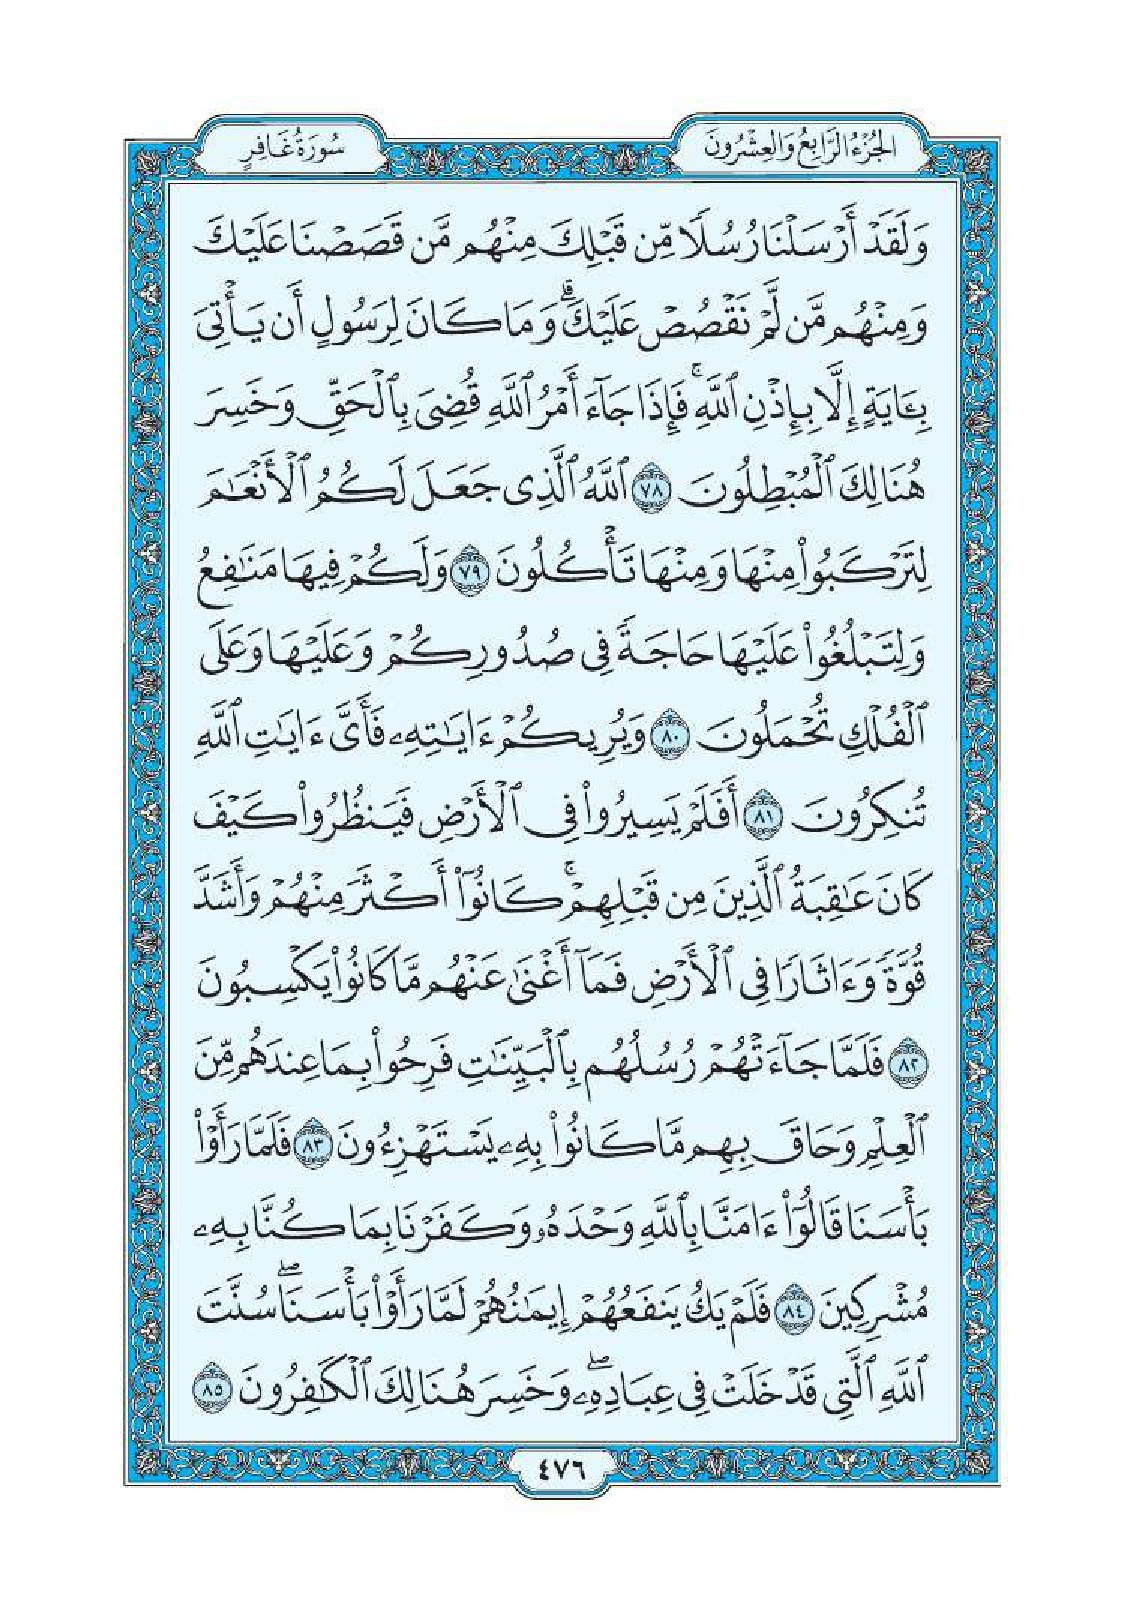 الجُزْءُ الرَّابِعُ وَالعِشْرُونَ
سُورَةُ غَافِرٍ
وَلَقَدْ أَرْسَلْنَا رُسُلًا مِّن قَبْلِكَ مِنْهُم مَّن قَصَصْنَا عَلَيْكَ
وَمِنْهُم مَّن لَّمْ نَقْصُصْ عَلَيْكَ ۗ وَمَا كَانَ لِرَسُولٍ أَن يَأْتِىَ
بِـَٔايَةٍ إِلَّا بِإِذْنِ ٱللَّهِ ۚ فَإِذَا جَآءَ أَمْرُ ٱللَّهِ قُضِىَ بِٱلْحَقِّ وَخَسِرَ
هُنَالِكَ ٱلْمُبْطِلُونَ ٧٨ ٱللَّهُ ٱلَّذِى جَعَلَ لَكُمُ ٱلْأَنْعَـٰمَ
لِتَرْكَبُوا۟ مِنْهَا وَمِنْهَا تَأْكُلُونَ ٧٩ وَلَكُمْ فِيهَا مَنَـٰفِعُ
وَلِتَبْلُغُوا۟ عَلَيْهَا حَاجَةً فِى صُدُورِكُمْ وَعَلَيْهَا وَعَلَى
ٱلْفُلْكِ تُحْمَلُونَ ٨٠ وَيُرِيكُمْ ءَايَـٰتِهِۦ فَأَىَّ ءَايَـٰتِ ٱللَّهِ
تُنكِرُونَ ٨١ أَفَلَمْ يَسِيرُوا۟ فِى ٱلْأَرْضِ فَيَنظُرُوا۟ كَيْفَ
كَانَ عَـٰقِبَةُ ٱلَّذِينَ مِن قَبْلِهِمْ ۚ كَانُوٓا۟ أَكْثَرَ مِنْهُمْ وَأَشَدَّ
قُوَّةً وَءَاثَارًا فِى ٱلْأَرْضِ فَمَآ أَغْنَىٰ عَنْهُم مَّا كَانُوا۟ يَكْسِبُونَ
٨٢ فَلَمَّا جَآءَتْهُمْ رُسُلُهُم بِٱلْبَيِّنَـٰتِ فَرِحُوا۟ بِمَا عِندَهُم مِّنَ
ٱلْعِلْمِ وَحَاقَ بِهِم مَّا كَانُوا۟ بِهِۦ يَسْتَهْزِءُونَ ٨٣ فَلَمَّا رَأَوْا۟
بَأْسَنَا قَالُوٓا۟ ءَامَنَّا بِٱللَّهِ وَحْدَهُۥ وَكَفَرْنَا بِمَا كُنَّا بِهِۦ
مُشْرِكِينَ ٨٤ فَلَمْ يَكُ يَنفَعُهُمْ إِيمَـٰنُهُمْ لَمَّا رَأَوْا۟ بَأْسَنَا ۖ سُنَّتَ
ٱللَّهِ ٱلَّتِى قَدْ خَلَتْ فِى عِبَادِهِۦ ۖ وَخَسِرَ هُنَالِكَ ٱلْكَـٰفِرُونَ ٨٥
٤٧٦